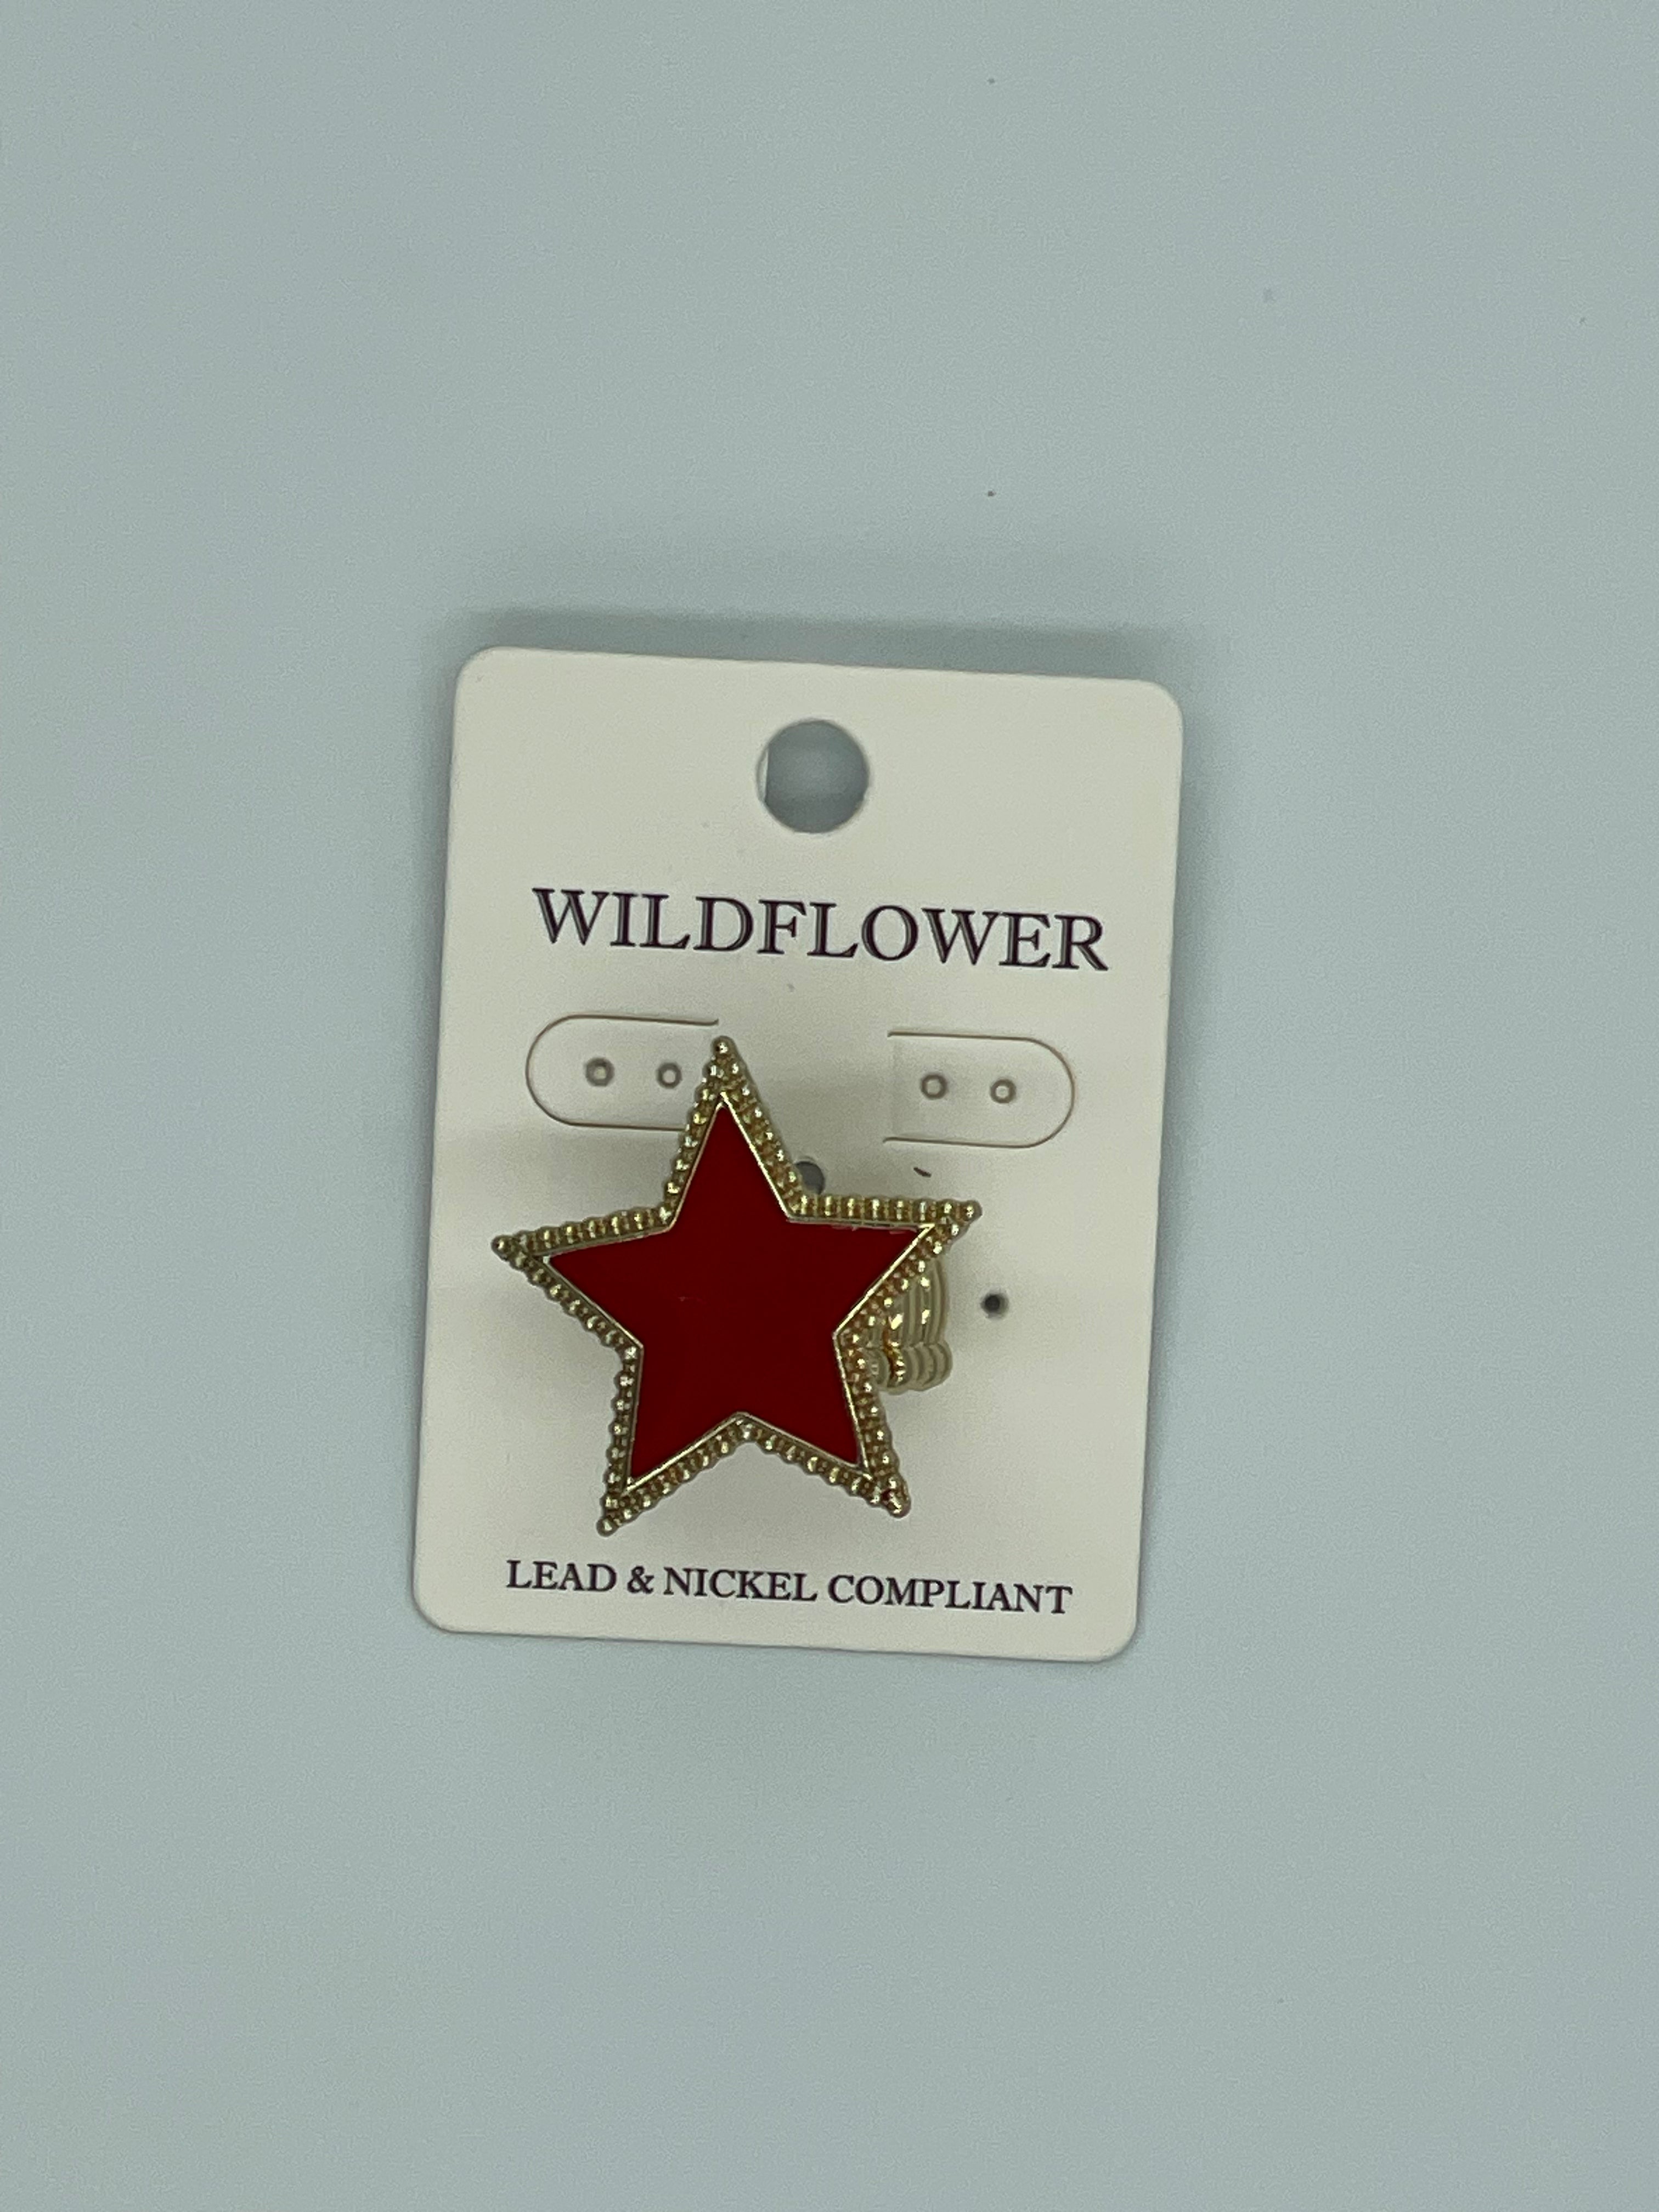 WILDFLOWER
LEAD & NICKEL COMPLIANT